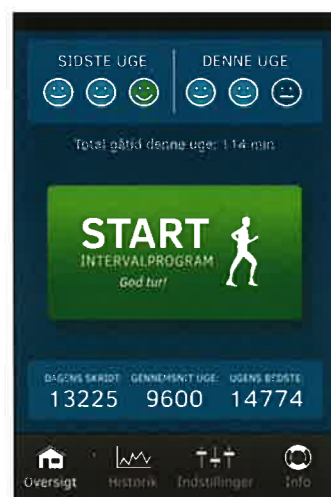 SIDSTE UGE
DENNE UGE
Total gåtid denne uge: 114 min
START
INTERVALPROGRAM
God tur!
DAGENS SKRIDT GENNEMSNIT UGE: UGENS BEDSTE:
13225 9600 14774
Oversigt Historik Indstillinger Info